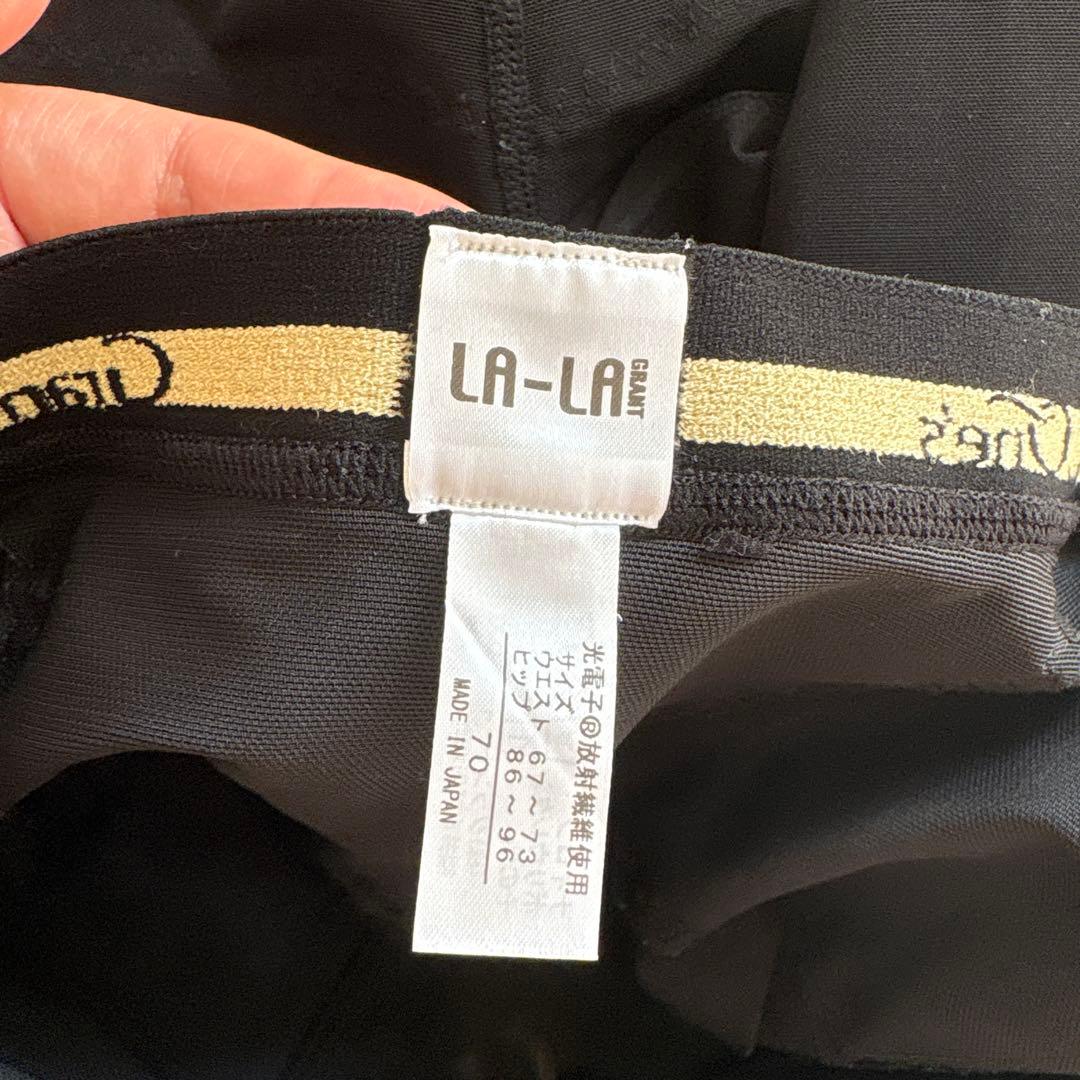 LA-LA
GRANT
光電子®放射繊維使用
サイズ
ウエスト 67～73
ヒップ 86～96
70
MADE IN JAPAN